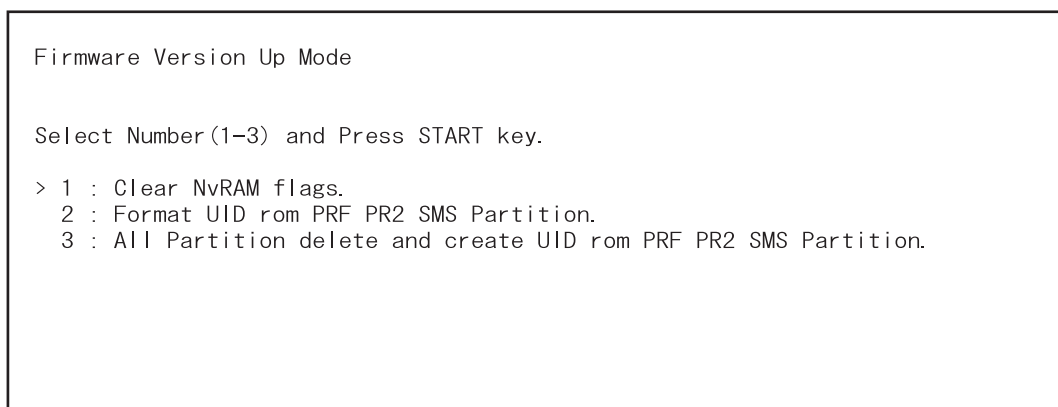 Firmware Version Up Mode
Select Number(1-3) and Press START key.
> 1 : Clear NvRAM flags.
2 : Format UID rom PRF PR2 SMS Partition.
3 : All Partition delete and create UID rom PRF PR2 SMS Partition.